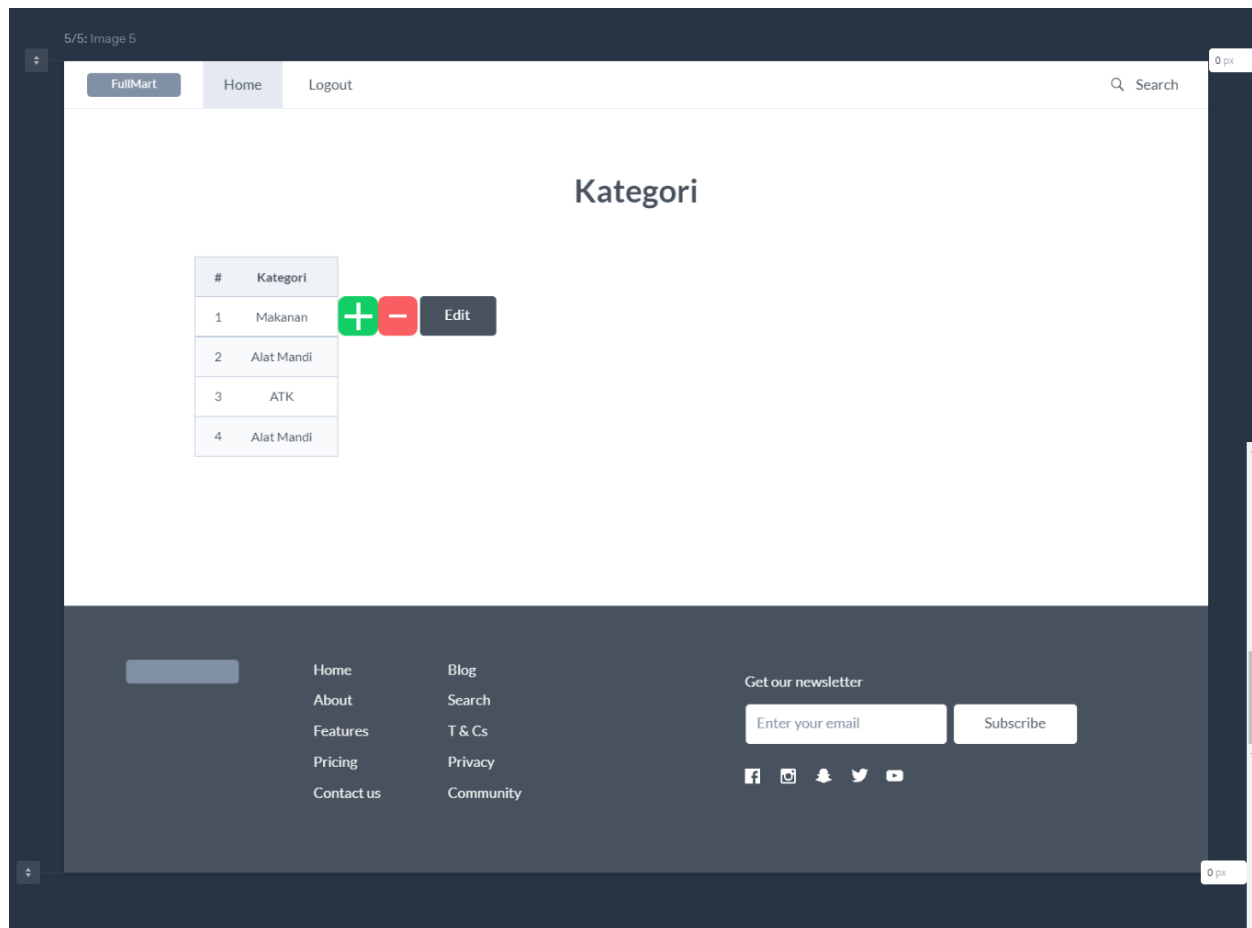 5/5: Image 5
0 px
FullMart Home Logout Search
Kategori
# Kategori
1 Makanan Edit
2 Alat Mandi
3 ATK
4 Alat Mandi
Home Blog
About Search
Features T & Cs
Pricing Privacy
Contact us Community
Get our newsletter
Enter your email Subscribe
0 px